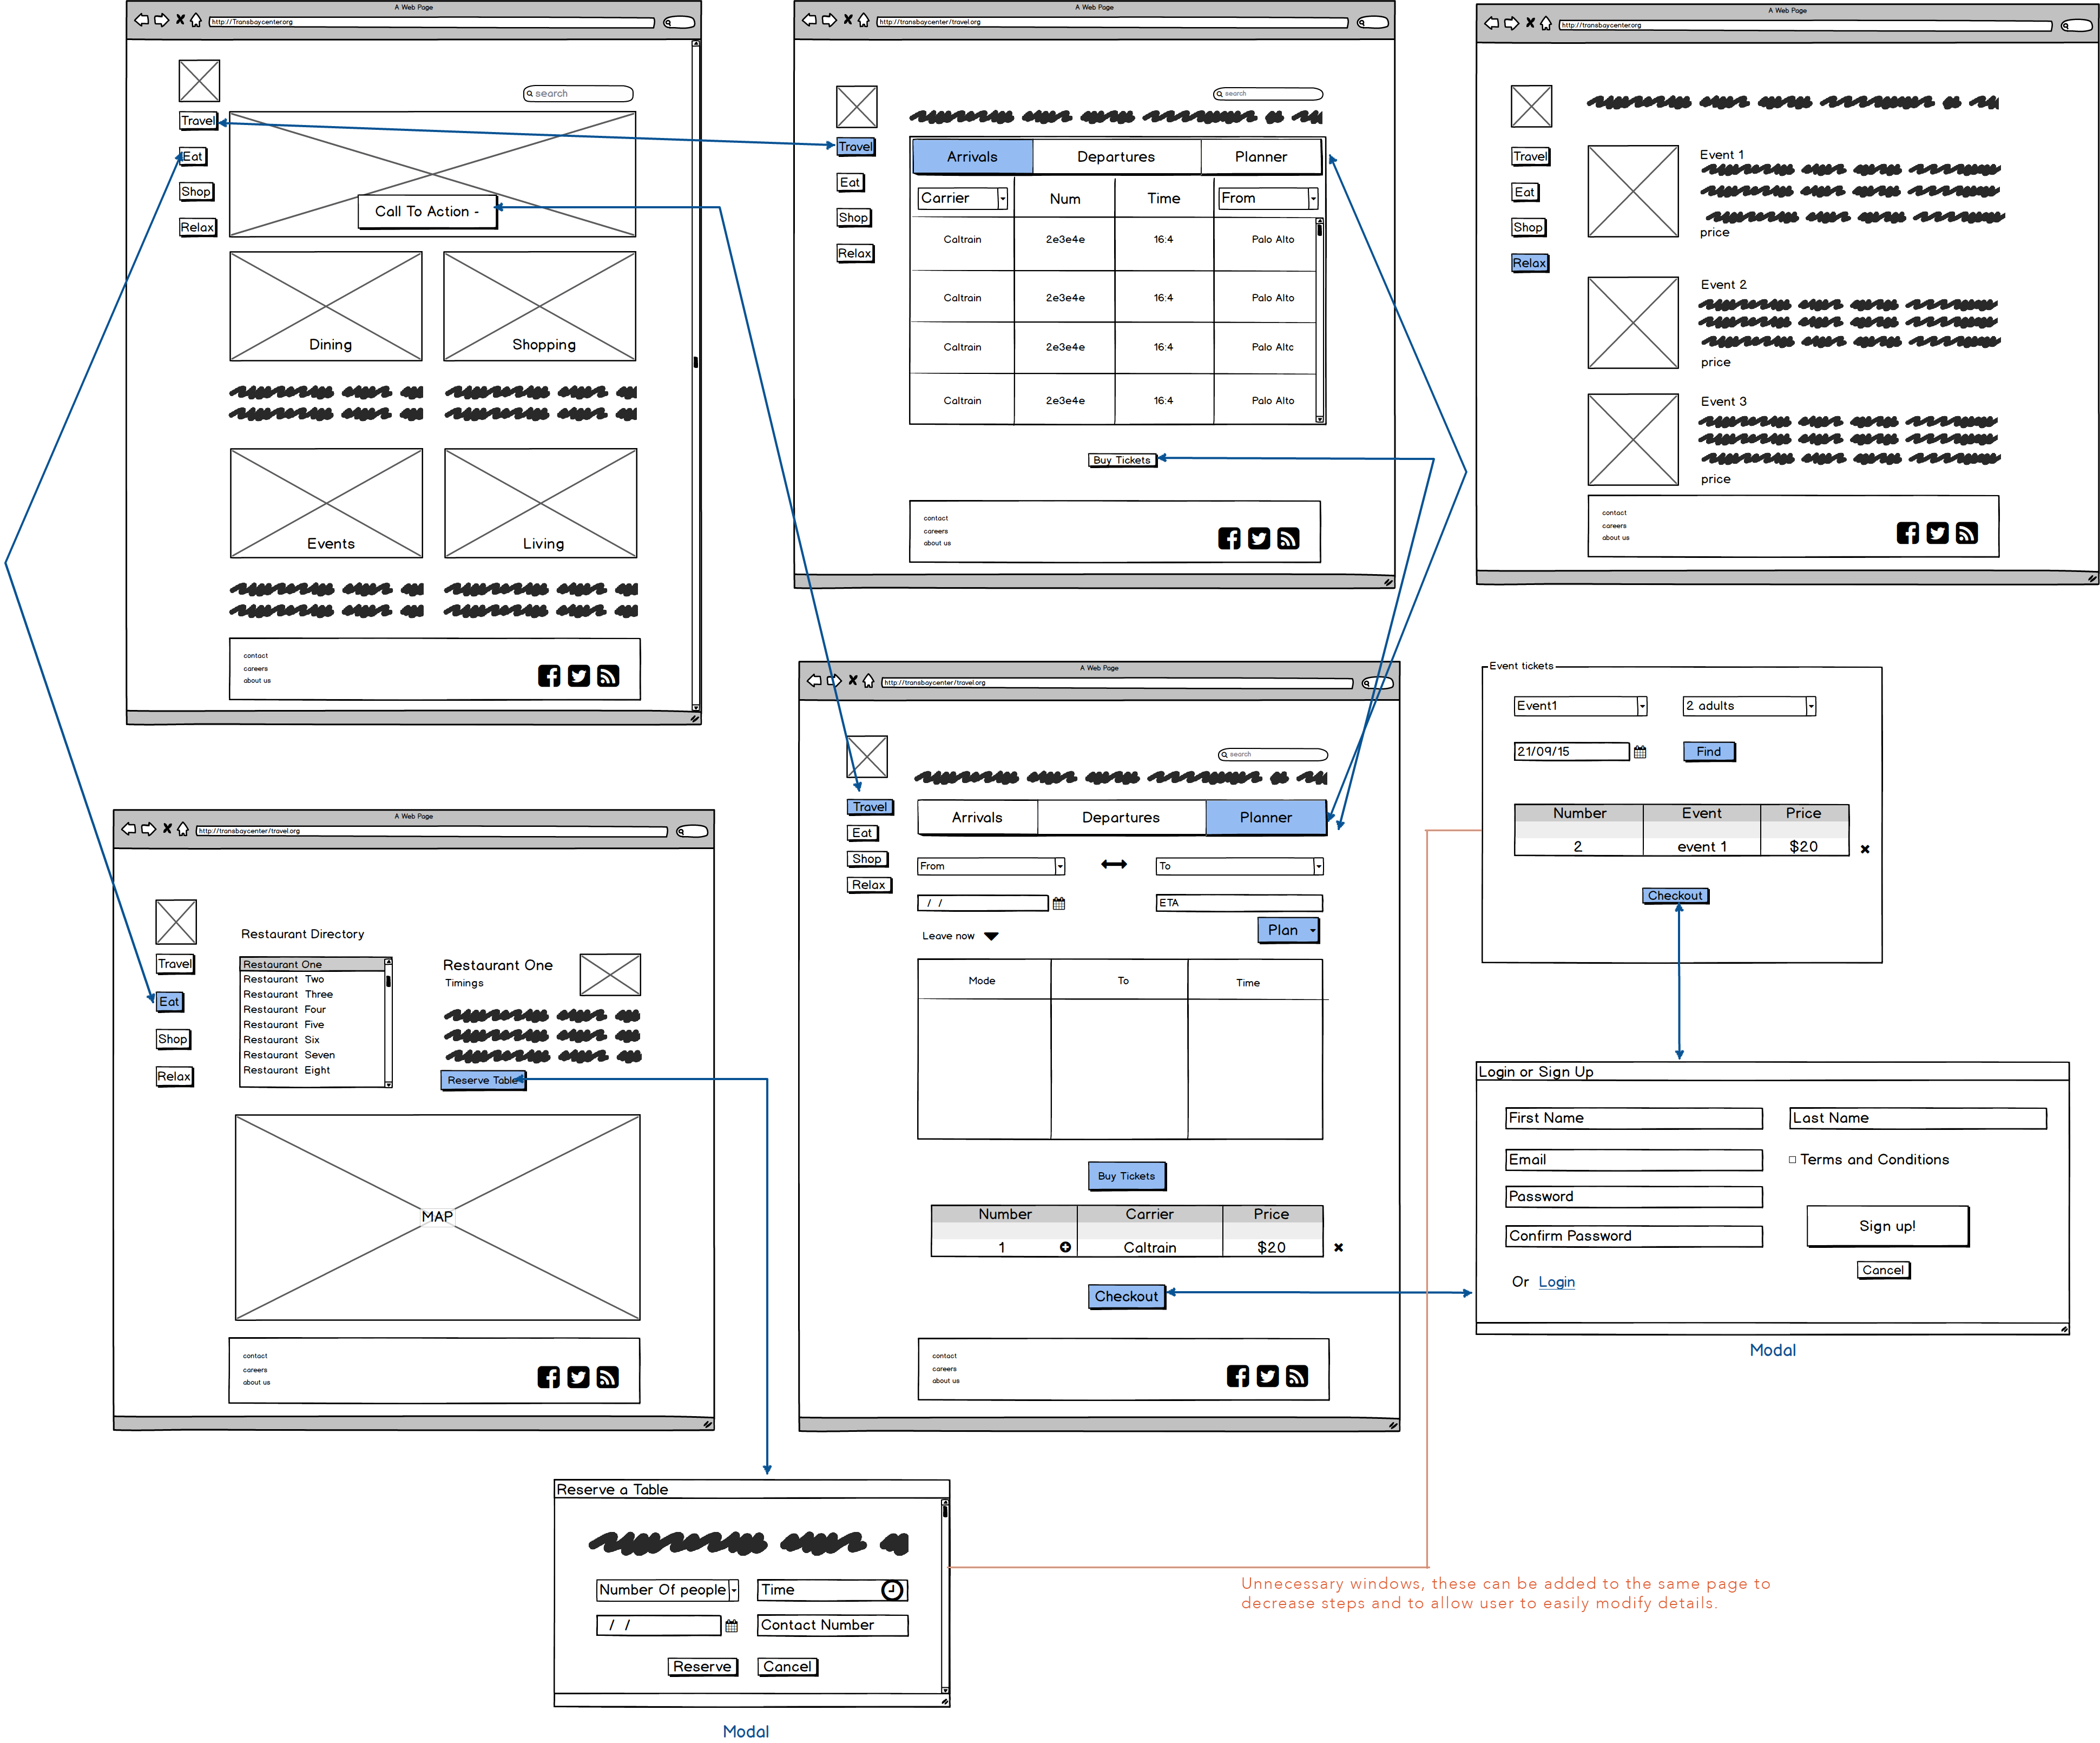 A Web Page
http://Transbaycenterorg
search
Travel
Eat
Shop
Relax
Call To Action -
Dining
Shopping
Events
Living
contact
careers
about us
A Web Page
http://transbaycenter/travel.org
search
Travel
Eat
Shop
Relax
Arrivals
Departures
Planner
Carrier
Num
Time
From
Caltrain 2e3e4e 16:4 Palo Alto
Caltrain 2e3e4e 16:4 Palo Alto
Caltrain 2e3e4e 16:4 Palo Altc
Caltrain 2e3e4e 16:4 Palo Alto
Buy Tickets
contact
careers
about us
A Web Page
http://transbaycenter.org
Travel
Eat
Shop
Relax
Event 1
price
Event 2
price
Event 3
price
contact
careers
about us
A Web Page
http://transbaycenter/travel.org
Restaurant Directory
Travel
Eat
Shop
Relax
Restaurant One
Restaurant Two
Restaurant Three
Restaurant Four
Restaurant Five
Restaurant Six
Restaurant Seven
Restaurant Eight
Restaurant One
Timings
Reserve Table
MAP
contact
careers
about us
A Web Page
http://transbaycenter/travel.org
search
Travel
Eat
Shop
Relax
Arrivals
Departures
Planner
From
To
/ /
ETA
Leave now
Plan
Mode
To
Time
Buy Tickets
Number Carrier Price
1 Caltrain $20
Checkout
contact
careers
about us
Event tickets
Event1
2 adults
21/09/15
Find
Number Event Price
2 event 1 $20
Checkout
Login or Sign Up
First Name
Last Name
Email
Terms and Conditions
Password
Confirm Password
Sign up!
Cancel
Or Login
Modal
Reserve a Table
Number Of people
Time
/ /
Contact Number
Reserve
Cancel
Modal
Unnecessary windows, these can be added to the same page to
decrease steps and to allow user to easily modify details.